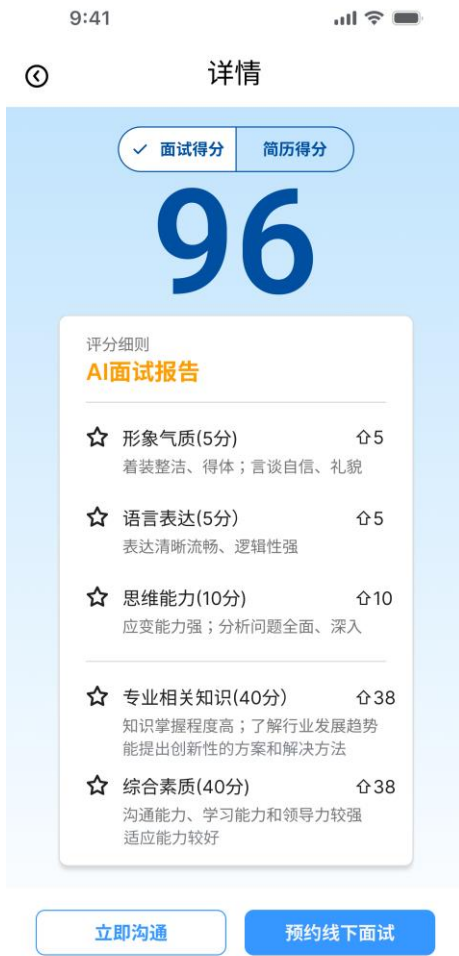 9:41
详情
面试得分 简历得分
96
评分细则
AI面试报告
形象气质(5分) 5
着装整洁、得体；言谈自信、礼貌
语言表达(5分） 5
表达清晰流畅、逻辑性强
思维能力(10分) 10
应变能力强；分析问题全面、深入
专业相关知识(40分） 38
知识掌握程度高；了解行业发展趋势
能提出创新性的方案和解决方法
综合素质(40分) 38
沟通能力、学习能力和领导力较强
适应能力较好
立即沟通 预约线下面试